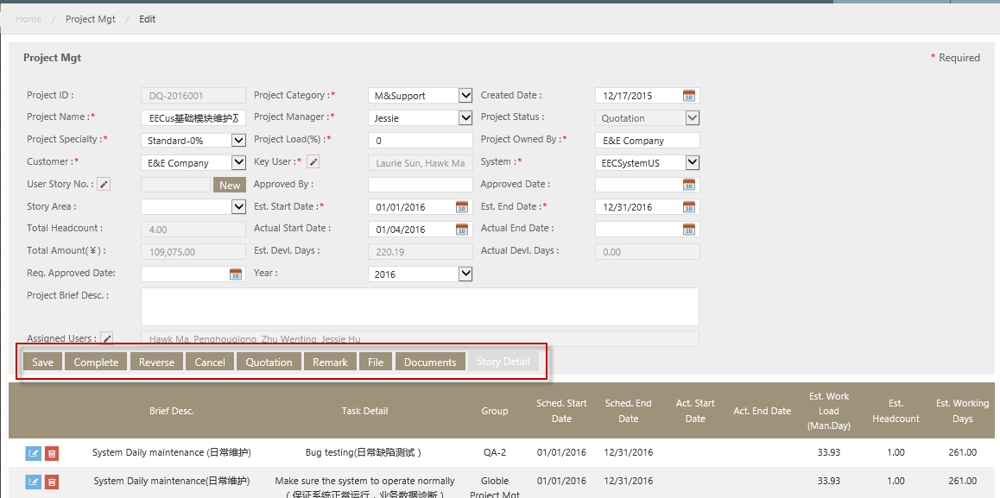 Home / Project Mgt / Edit
Project Mgt * Required
Project ID : DQ-2016001 Project Category :* M&Support Created Date : 12/17/2015
Project Name :* EECus基础模块维护及 Project Manager :* Jessie Project Status : Quotation
Project Specialty :* Standard-0% Project Load(%) :* 0 Project Owned By :* E&E Company
Customer :* E&E Company Key User :* Laurie Sun, Hawk Ma System :* EECSystemUS
User Story No. : New Approved By : Approved Date :
Story Area : Est. Start Date :* 01/01/2016 Est. End Date :* 12/31/2016
Total Headcount : 4.00 Actual Start Date : 01/04/2016 Actual End Date :
Total Amount(¥) : 109,075.00 Est. Devl. Days : 220.19 Actual Devl. Days : 0.00
Req. Approved Date: Year : 2016
Project Brief Desc. :
Assigned Users : Hawk Ma, Penghouqiong, Zhu Wenting, Jessie Hu
Save Complete Reverse Cancel Quotation Remark File Documents Story Detail
Brief Desc. Task Detail Group Sched. Start Date Sched. End Date Act. Start Date Act. End Date Est. Work Load (Man.Day) Est. Headcount Est. Working Days
System Daily maintenance (日常维护) Bug testing(日常缺陷测试) QA-2 01/01/2016 12/31/2016 33.93 1.00 261.00
System Daily maintenance(日常维护) Make sure the system to operate normally Globle 01/01/2016 12/31/2016 33.93 1.00 261.00
(保证系统正常运行，业务数据诊断) Project Mgt